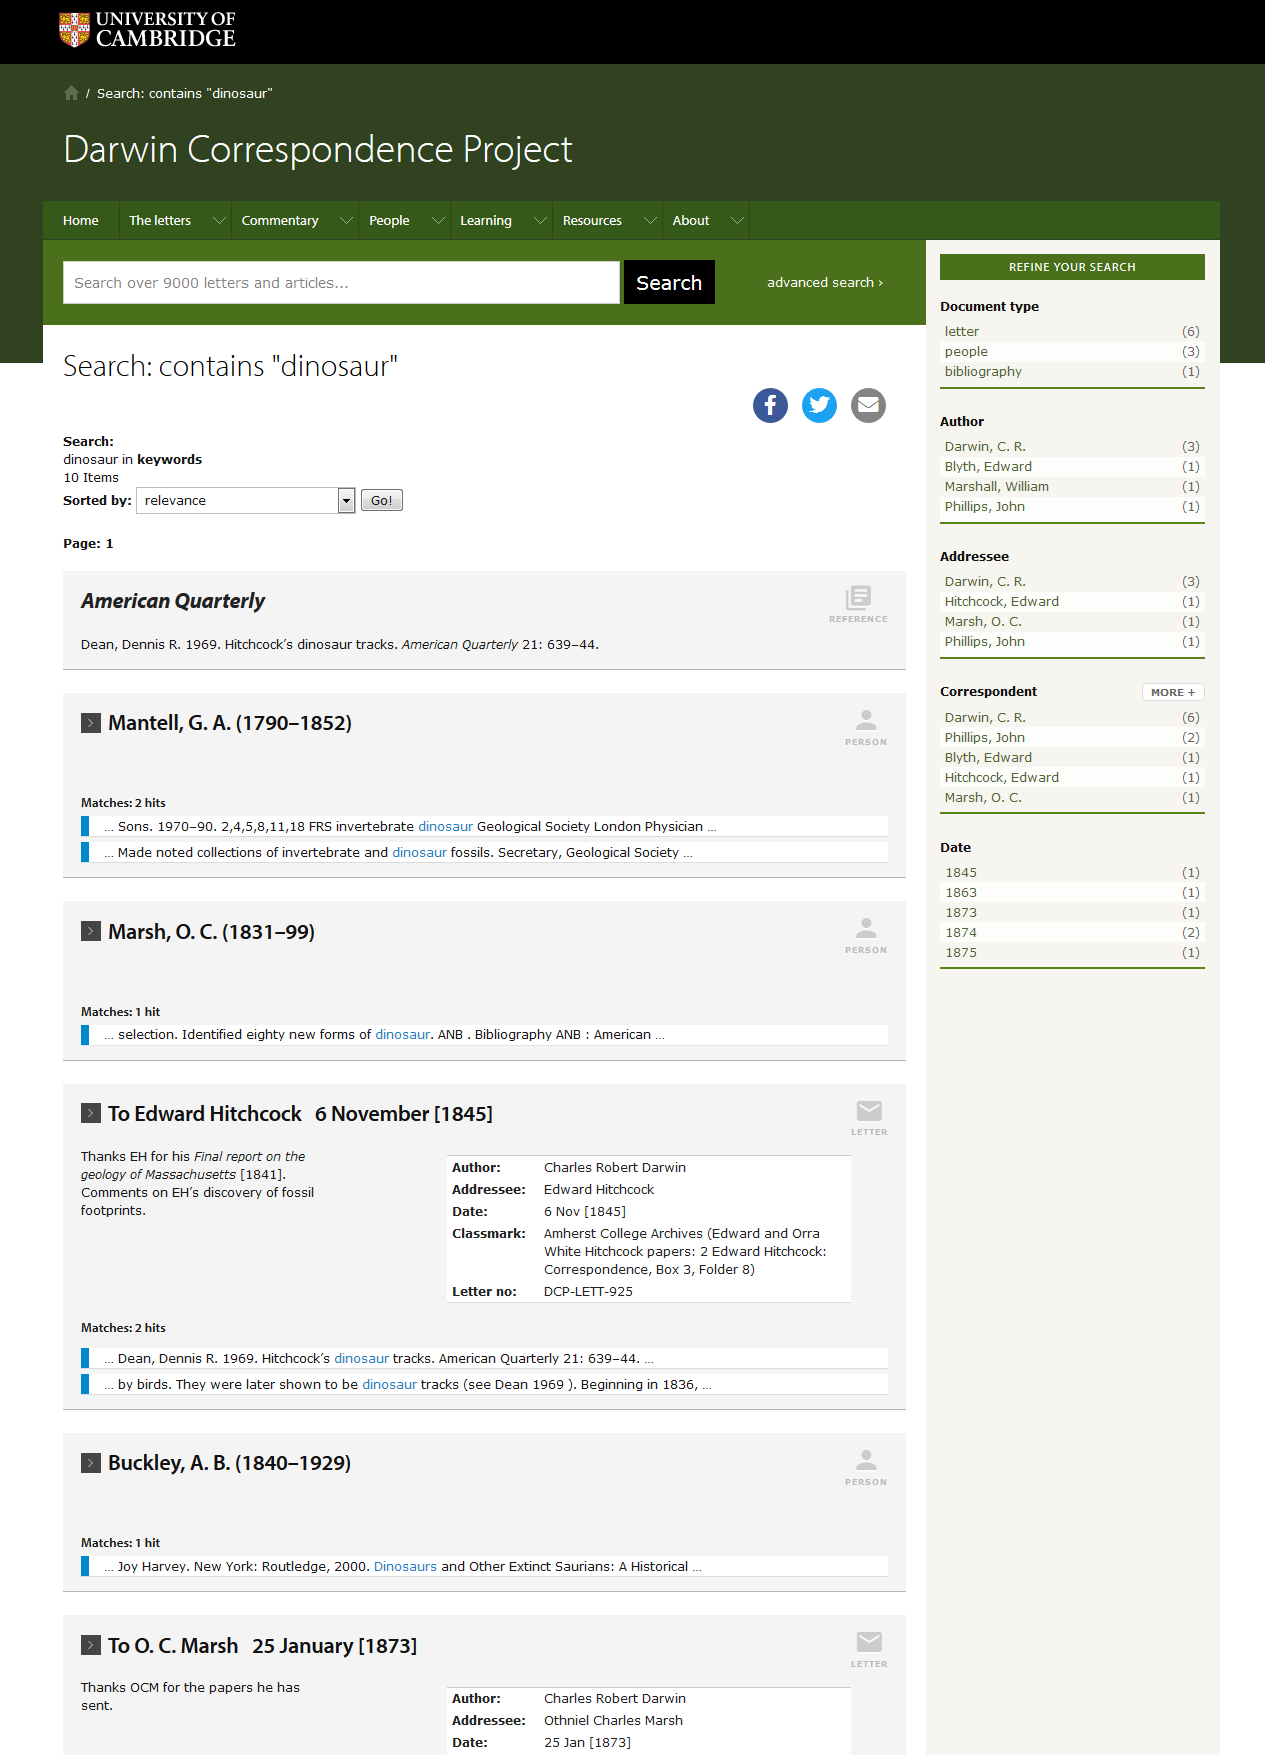 UNIVERSITY OF
CAMBRIDGE
/ Search: contains "dinosaur"
Darwin Correspondence Project
Home
The letters
Commentary
People
Learning
Resources
About
Search over 9000 letters and articles...
Search
advanced search ›
Search: contains "dinosaur"
Search:
dinosaur in keywords
10 Items
Sorted by: relevance Go!
Page: 1
American Quarterly
REFERENCE
Dean, Dennis R. 1969. Hitchcock’s dinosaur tracks. American Quarterly 21: 639–44.
Mantell, G. A. (1790–1852)
PERSON
Matches: 2 hits
... Sons. 1970–90. 2,4,5,8,11,18 FRS invertebrate dinosaur Geological Society London Physician ...
... Made noted collections of invertebrate and dinosaur fossils. Secretary, Geological Society ...
Marsh, O. C. (1831–99)
PERSON
Matches: 1 hit
... selection. Identified eighty new forms of dinosaur. ANB . Bibliography ANB : American ...
To Edward Hitchcock 6 November [1845]
LETTER
Thanks EH for his Final report on the
geology of Massachusetts [1841].
Comments on EH’s discovery of fossil
footprints.
Author: Charles Robert Darwin
Addressee: Edward Hitchcock
Date: 6 Nov [1845]
Classmark: Amherst College Archives (Edward and Orra
White Hitchcock papers: 2 Edward Hitchcock:
Correspondence, Box 3, Folder 8)
Letter no: DCP-LETT-925
Matches: 2 hits
... Dean, Dennis R. 1969. Hitchcock’s dinosaur tracks. American Quarterly 21: 639–44. ...
... by birds. They were later shown to be dinosaur tracks (see Dean 1969 ). Beginning in 1836, ...
Buckley, A. B. (1840–1929)
PERSON
Matches: 1 hit
... Joy Harvey. New York: Routledge, 2000. Dinosaurs and Other Extinct Saurians: A Historical ...
To O. C. Marsh 25 January [1873]
LETTER
Thanks OCM for the papers he has
sent.
Author: Charles Robert Darwin
Addressee: Othniel Charles Marsh
Date: 25 Jan [1873]
REFINE YOUR SEARCH
Document type
letter (6)
people (3)
bibliography (1)
Author
Darwin, C. R. (3)
Blyth, Edward (1)
Marshall, William (1)
Phillips, John (1)
Addressee
Darwin, C. R. (3)
Hitchcock, Edward (1)
Marsh, O. C. (1)
Phillips, John (1)
Correspondent MORE +
Darwin, C. R. (6)
Phillips, John (2)
Blyth, Edward (1)
Hitchcock, Edward (1)
Marsh, O. C. (1)
Date
1845 (1)
1863 (1)
1873 (1)
1874 (2)
1875 (1)